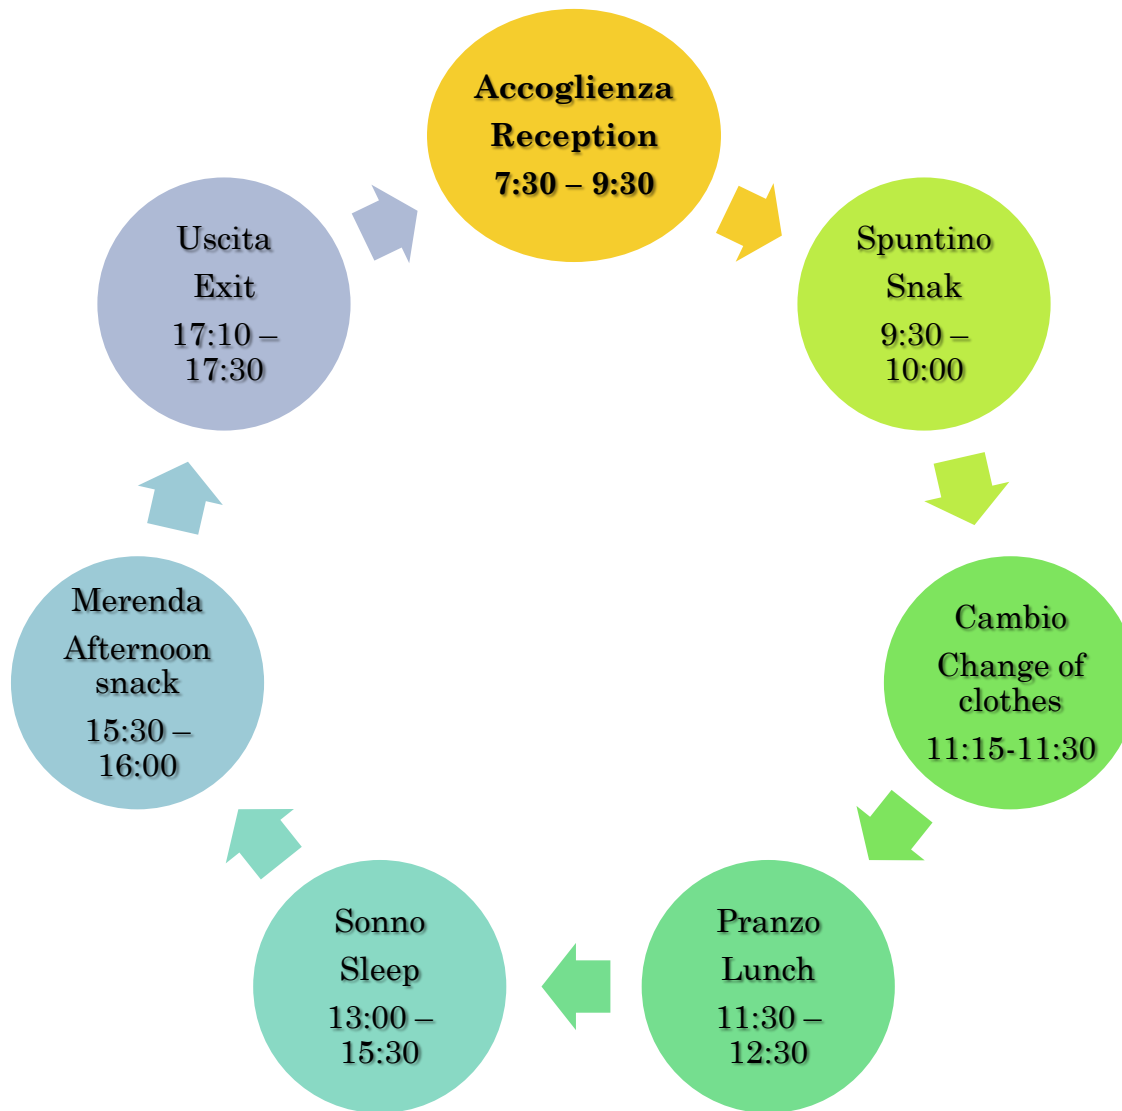 Accoglienza
Reception
7:30 – 9:30
Spuntino
Snak
9:30 –
10:00
Cambio
Change of
clothes
11:15-11:30
Pranzo
Lunch
11:30 –
12:30
Sonno
Sleep
13:00 –
15:30
Merenda
Afternoon
snack
15:30 –
16:00
Uscita
Exit
17:10 –
17:30